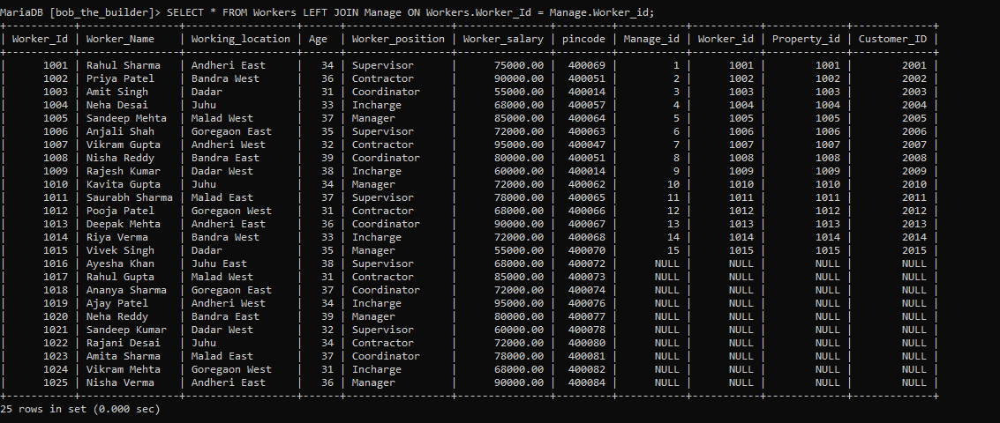 MariaDB [bob_the_builder]> SELECT * FROM Workers LEFT JOIN Manage ON Workers.Worker_Id = Manage.Worker_id;
+-----------+---------------+------------------+------+-----------------+---------------+---------+-----------+-----------+-------------+-------------+
| Worker_Id | Worker_Name | Working_location | Age | Worker_position | Worker_salary | pincode | Manage_id | Worker_id | Property_id | Customer_ID |
+-----------+---------------+------------------+------+-----------------+---------------+---------+-----------+-----------+-------------+-------------+
| 1001 | Rahul Sharma | Andheri East | 34 | Supervisor | 75000.00 | 400069 | 1 | 1001 | 1001 | 2001 |
| 1002 | Priya Patel | Bandra West | 36 | Contractor | 90000.00 | 400051 | 2 | 1002 | 1002 | 2002 |
| 1003 | Amit Singh | Dadar | 31 | Coordinator | 55000.00 | 400014 | 3 | 1003 | 1003 | 2003 |
| 1004 | Neha Desai | Juhu | 33 | Incharge | 68000.00 | 400057 | 4 | 1004 | 1004 | 2004 |
| 1005 | Sandeep Mehta | Malad West | 37 | Manager | 85000.00 | 400064 | 5 | 1005 | 1005 | 2005 |
| 1006 | Anjali Shah | Goregaon East | 35 | Supervisor | 72000.00 | 400063 | 6 | 1006 | 1006 | 2006 |
| 1007 | Vikram Gupta | Andheri West | 32 | Contractor | 95000.00 | 400047 | 7 | 1007 | 1007 | 2007 |
| 1008 | Nisha Reddy | Bandra East | 39 | Coordinator | 80000.00 | 400051 | 8 | 1008 | 1008 | 2008 |
| 1009 | Rajesh Kumar | Dadar West | 38 | Incharge | 60000.00 | 400014 | 9 | 1009 | 1009 | 2009 |
| 1010 | Kavita Gupta | Juhu | 34 | Manager | 72000.00 | 400062 | 10 | 1010 | 1010 | 2010 |
| 1011 | Saurabh Sharma | Malad East | 37 | Supervisor | 78000.00 | 400065 | 11 | 1011 | 1011 | 2011 |
| 1012 | Pooja Patel | Goregaon West | 31 | Contractor | 68000.00 | 400066 | 12 | 1012 | 1012 | 2012 |
| 1013 | Deepak Mehta | Andheri East | 36 | Coordinator | 90000.00 | 400067 | 13 | 1013 | 1013 | 2013 |
| 1014 | Riya Verma | Bandra West | 33 | Incharge | 72000.00 | 400068 | 14 | 1014 | 1014 | 2014 |
| 1015 | Vivek Singh | Dadar | 35 | Manager | 55000.00 | 400070 | 15 | 1015 | 1015 | 2015 |
| 1016 | Ayesha Khan | Juhu East | 38 | Supervisor | 68000.00 | 400072 | NULL | NULL | NULL | NULL |
| 1017 | Rahul Gupta | Malad West | 31 | Contractor | 85000.00 | 400073 | NULL | NULL | NULL | NULL |
| 1018 | Ananya Sharma | Goregaon East | 37 | Coordinator | 72000.00 | 400074 | NULL | NULL | NULL | NULL |
| 1019 | Ajay Patel | Andheri West | 34 | Incharge | 95000.00 | 400076 | NULL | NULL | NULL | NULL |
| 1020 | Neha Reddy | Bandra East | 39 | Manager | 80000.00 | 400077 | NULL | NULL | NULL | NULL |
| 1021 | Sandeep Kumar | Dadar West | 32 | Supervisor | 60000.00 | 400078 | NULL | NULL | NULL | NULL |
| 1022 | Rajani Desai | Juhu | 34 | Contractor | 72000.00 | 400080 | NULL | NULL | NULL | NULL |
| 1023 | Amita Sharma | Malad East | 37 | Coordinator | 78000.00 | 400081 | NULL | NULL | NULL | NULL |
| 1024 | Vikram Mehta | Goregaon West | 31 | Incharge | 68000.00 | 400082 | NULL | NULL | NULL | NULL |
| 1025 | Nisha Verma | Andheri East | 36 | Manager | 90000.00 | 400084 | NULL | NULL | NULL | NULL |
+-----------+---------------+------------------+------+-----------------+---------------+---------+-----------+-----------+-------------+-------------+
25 rows in set (0.000 sec)